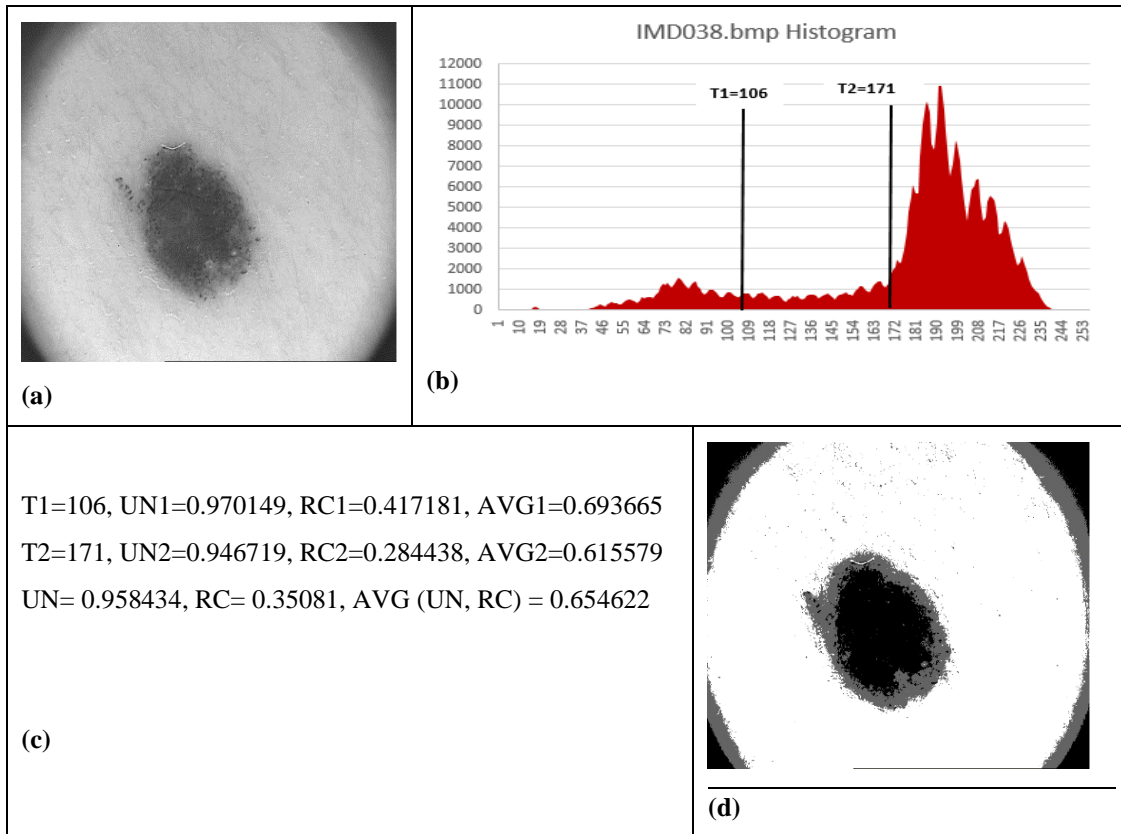 (a)
IMD038.bmp Histogram
12000
11000
10000
9000
8000
7000
6000
5000
4000
3000
2000
1000
0
T1=106
T2=171
1 10 19 28 37 46 55 64 73 82 91 100 109 118 127 136 145 154 163 172 181 190 199 208 217 226 235 244 253
(b)
T1=106, UN1=0.970149, RC1=0.417181, AVG1=0.693665
T2=171, UN2=0.946719, RC2=0.284438, AVG2=0.615579
UN= 0.958434, RC= 0.35081, AVG (UN, RC) = 0.654622
(c)
(d)